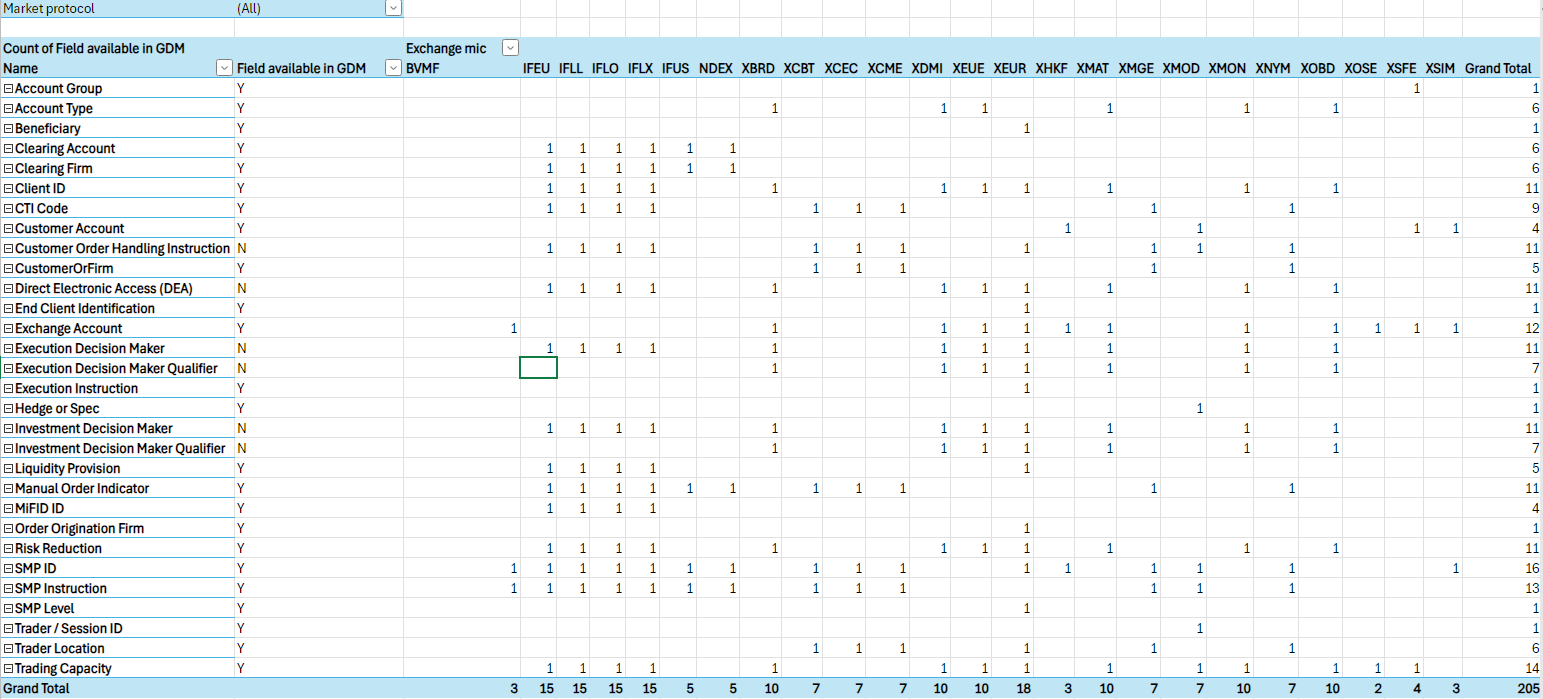 Market protocol (All)
Count of Field available in GDM Exchange mic
Name Field available in GDM BVMF IFEU IFLL IFLO IFLX IFUS NDEX XBRD XCBT XCEC XCME XDMI XEUE XEUR XHKF XMAT XMGE XMOD XMON XNYM XOBD XOSE XSFE XSIM Grand Total
Account Group Y 1 1
Account Type Y 1 1 1 1 1 1 6
Beneficiary Y 1 1
Clearing Account Y 1 1 1 1 1 1 6
Clearing Firm Y 1 1 1 1 1 1 6
Client ID Y 1 1 1 1 1 1 1 1 1 1 1 11
CTI Code Y 1 1 1 1 1 1 1 1 1 9
Customer Account Y 1 1 1 1 4
Customer Order Handling Instruction N 1 1 1 1 1 1 1 1 1 1 1 11
CustomerOrFirm Y 1 1 1 1 1 5
Direct Electronic Access (DEA) N 1 1 1 1 1 1 1 1 1 1 1 11
End Client Identification Y 1 1
Exchange Account Y 1 1 1 1 1 1 1 1 1 1 1 1 12
Execution Decision Maker N 1 1 1 1 1 1 1 1 1 1 1 11
Execution Decision Maker Qualifier N 1 1 1 1 1 1 1 7
Execution Instruction Y 1 1
Hedge or Spec Y 1 1
Investment Decision Maker N 1 1 1 1 1 1 1 1 1 1 1 11
Investment Decision Maker Qualifier N 1 1 1 1 1 1 1 7
Liquidity Provision Y 1 1 1 1 1 5
Manual Order Indicator Y 1 1 1 1 1 1 1 1 1 1 1 11
MiFID ID Y 1 1 1 1 4
Order Origination Firm Y 1 1
Risk Reduction Y 1 1 1 1 1 1 1 1 1 1 1 11
SMP ID Y 1 1 1 1 1 1 1 1 1 1 1 1 1 1 1 1 16
SMP Instruction Y 1 1 1 1 1 1 1 1 1 1 1 1 1 13
SMP Level Y 1 1
Trader / Session ID Y 1 1
Trader Location Y 1 1 1 1 1 1 6
Trading Capacity Y 1 1 1 1 1 1 1 1 1 1 1 1 1 1 14
Grand Total 3 15 15 15 15 5 5 10 7 7 7 10 10 18 3 10 7 7 10 7 10 2 4 3 205